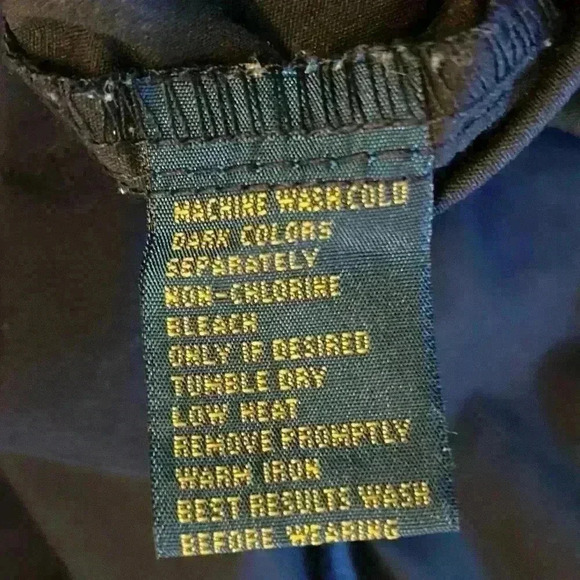 MACHINE WASH COLD
DARK COLORS
SEPARATELY
NON-CHLORINE
BLEACH
ONLY IF DESIRED
TUMBLE DRY
LOW HEAT
REMOVE PROMPTLY
WARM IRON
BEST RESULTS WASH
BEFORE WEARING